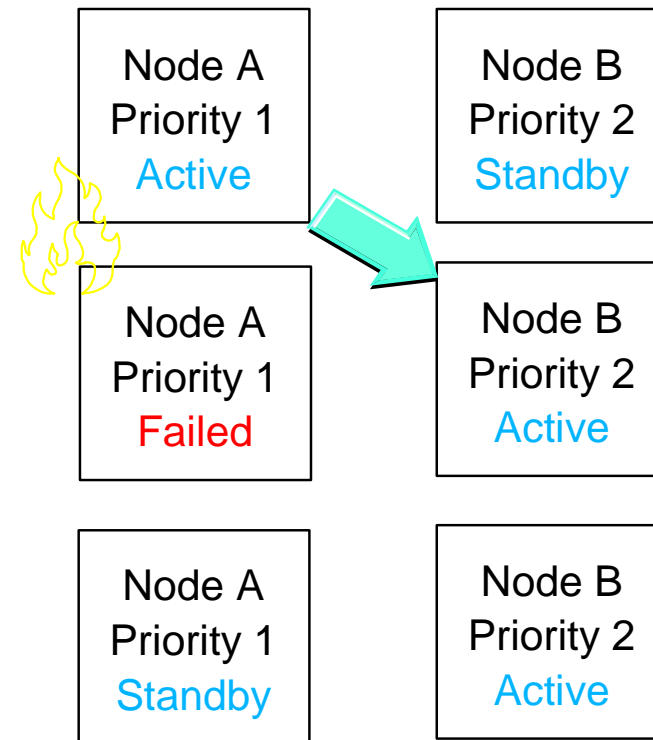 Node A
Priority 1
Active
Node B
Priority 2
Standby
Node A
Priority 1
Failed
Node B
Priority 2
Active
Node A
Priority 1
Standby
Node B
Priority 2
Active